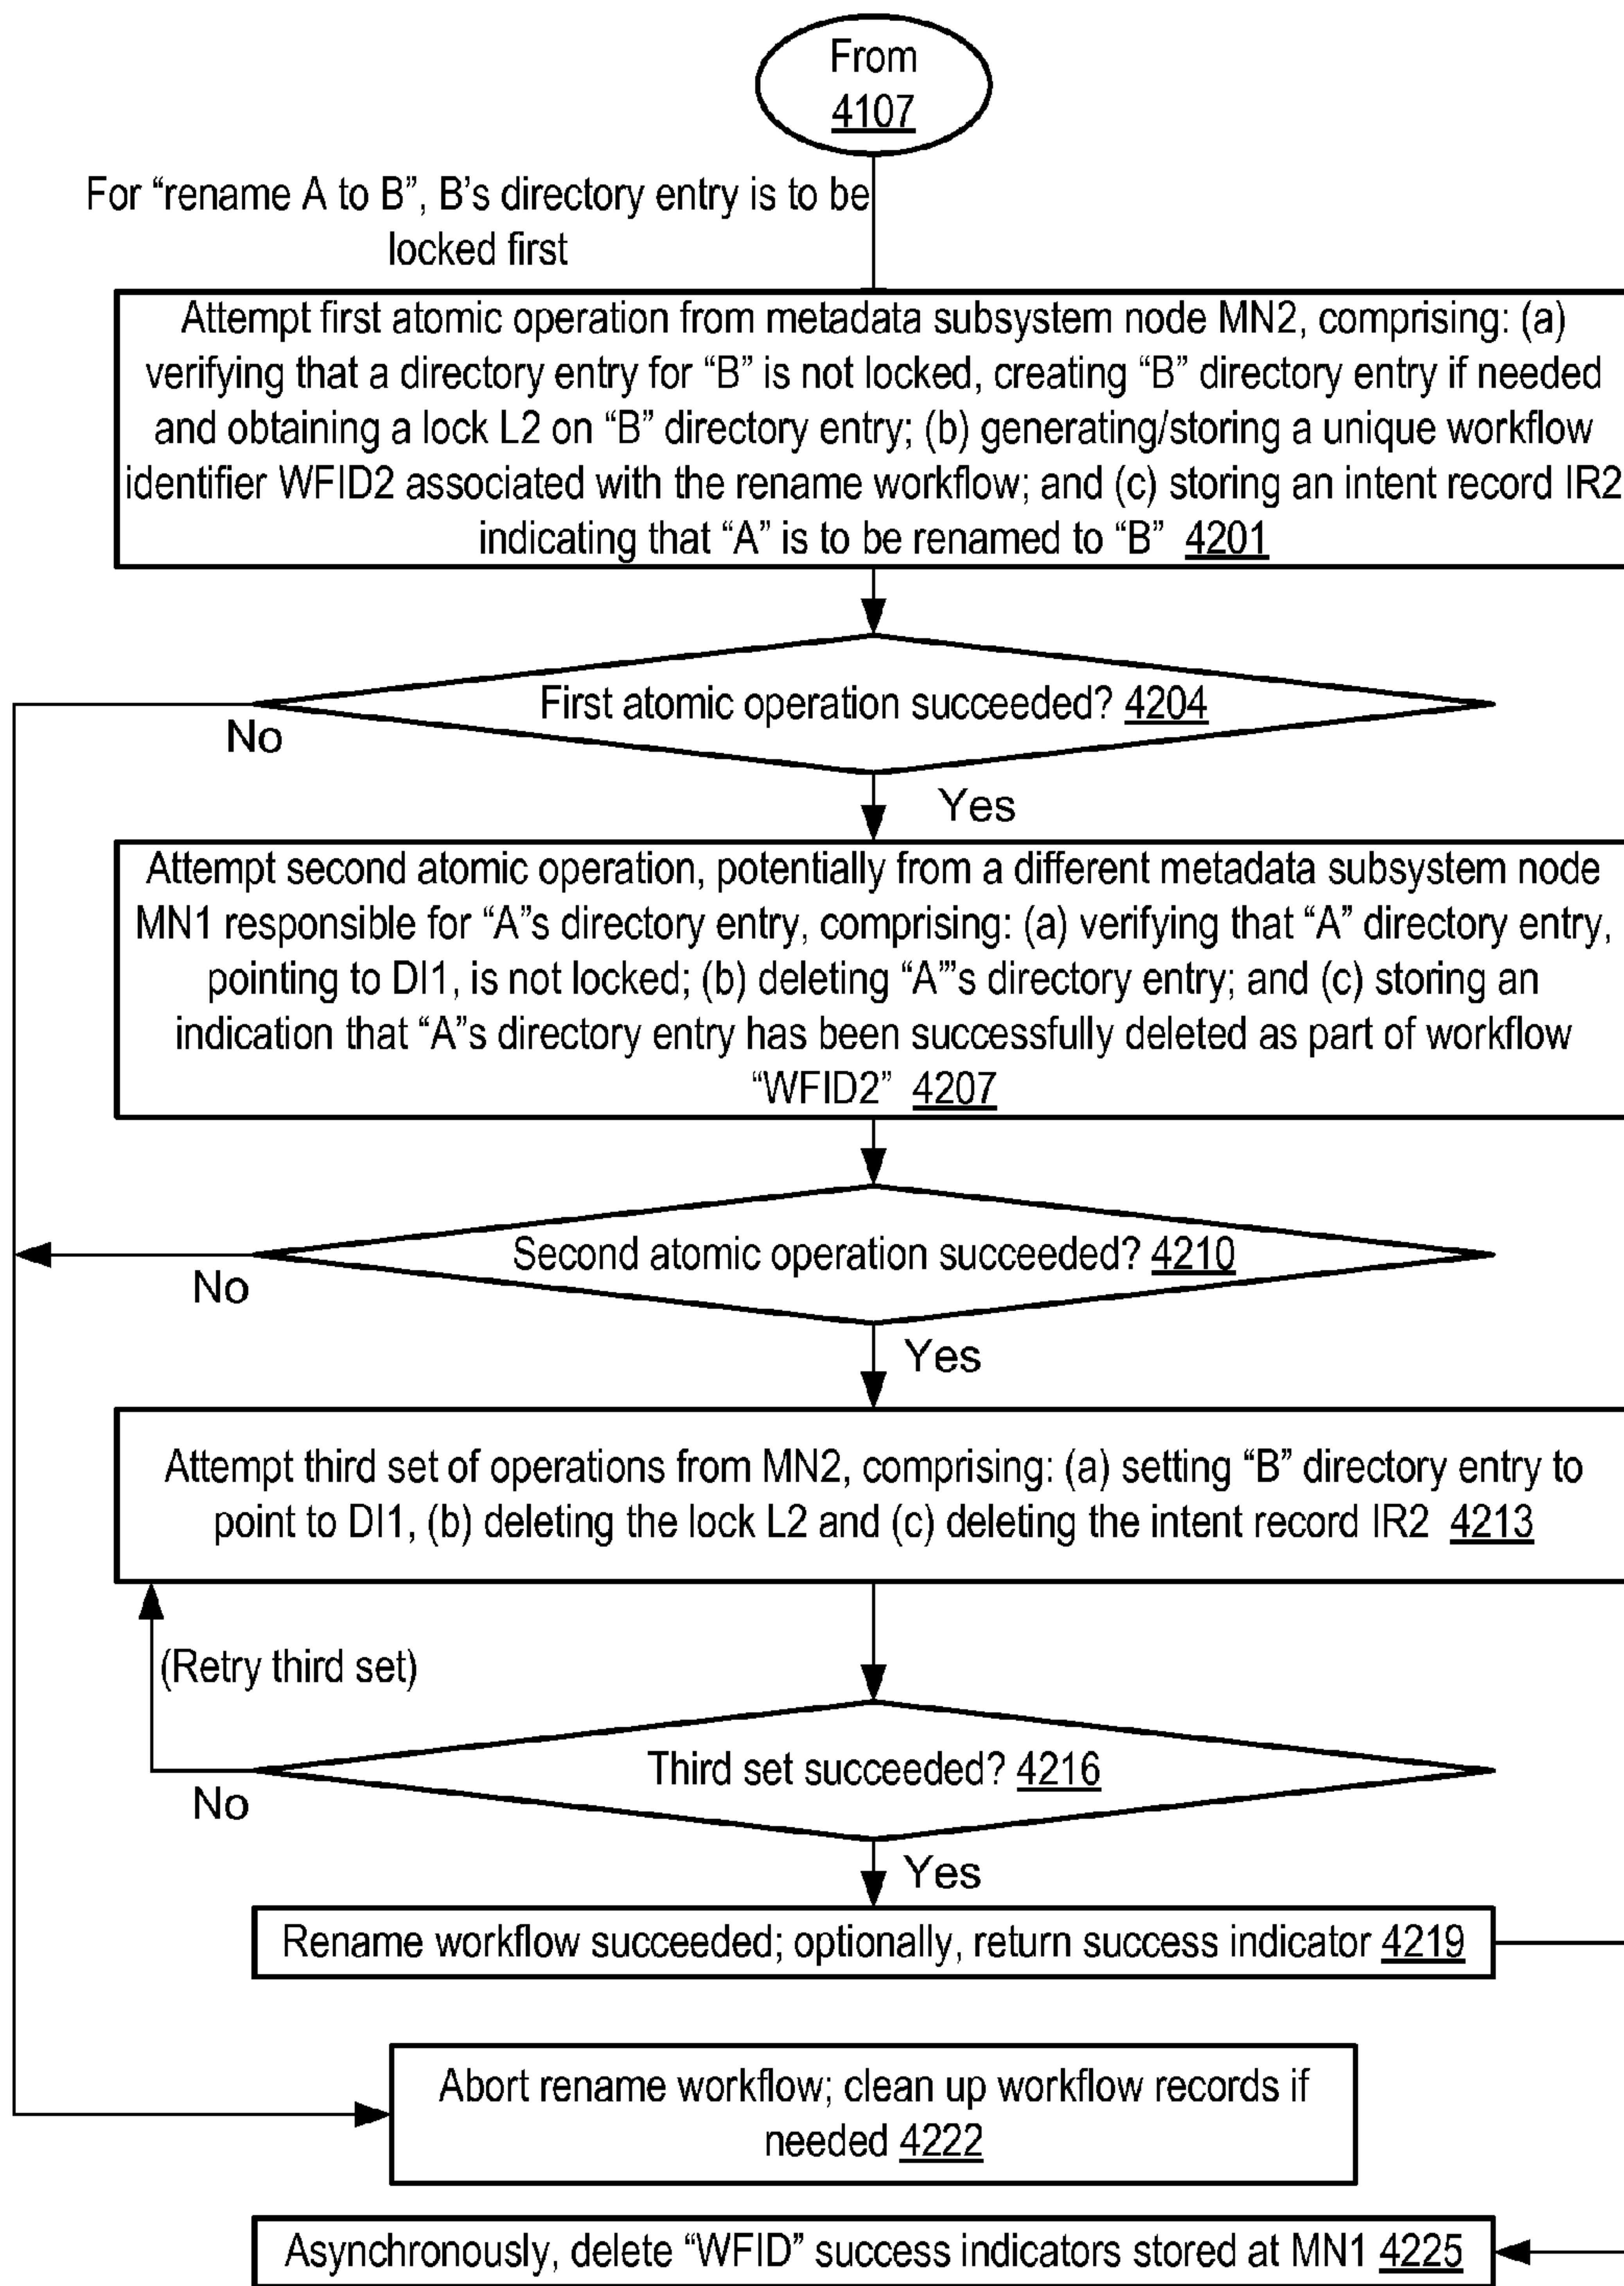 From
4107
For “rename A to B”, B’s directory entry is to be
locked first
Attempt first atomic operation from metadata subsystem node MN2, comprising: (a)
verifying that a directory entry for “B” is not locked, creating “B” directory entry if needed
and obtaining a lock L2 on “B” directory entry; (b) generating/storing a unique workflow
identifier WFID2 associated with the rename workflow; and (c) storing an intent record IR2
indicating that “A” is to be renamed to “B” 4201
First atomic operation succeeded? 4204
No
Yes
Attempt second atomic operation, potentially from a different metadata subsystem node
MN1 responsible for “A”s directory entry, comprising: (a) verifying that “A” directory entry,
pointing to DI1, is not locked; (b) deleting “A”’s directory entry; and (c) storing an
indication that “A”s directory entry has been successfully deleted as part of workflow
“WFID2” 4207
Second atomic operation succeeded? 4210
No
Yes
Attempt third set of operations from MN2, comprising: (a) setting “B” directory entry to
point to DI1, (b) deleting the lock L2 and (c) deleting the intent record IR2 4213
(Retry third set)
Third set succeeded? 4216
No
Yes
Rename workflow succeeded; optionally, return success indicator 4219
Abort rename workflow; clean up workflow records if
needed 4222
Asynchronously, delete “WFID” success indicators stored at MN1 4225